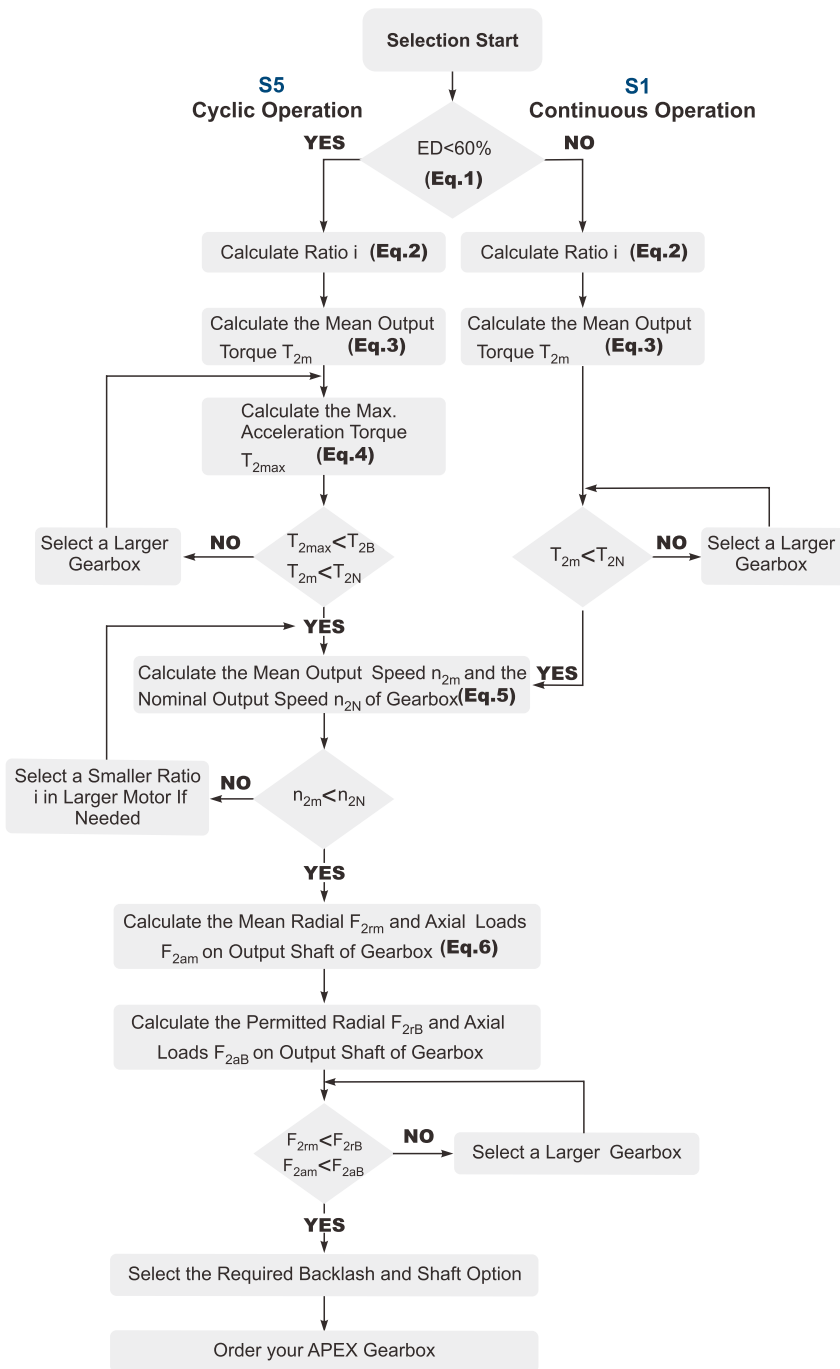 Selection Start
S5
Cyclic Operation
S1
Continuous Operation
YES
ED<60%
(Eq.1)
NO
Calculate Ratio i (Eq.2)
Calculate Ratio i (Eq.2)
Calculate the Mean Output
Torque T2m (Eq.3)
Calculate the Mean Output
Torque T2m (Eq.3)
Calculate the Max.
Acceleration Torque
T2max (Eq.4)
Select a Larger
Gearbox
NO
T2max<T2B
T2m<T2N
T2m<T2N
NO
Select a Larger
Gearbox
YES
Calculate the Mean Output Speed n2m and the
Nominal Output Speed n2N of Gearbox(Eq.5)
YES
Select a Smaller Ratio
i in Larger Motor If
Needed
NO
n2m<n2N
YES
Calculate the Mean Radial F2rm and Axial Loads
F2am on Output Shaft of Gearbox (Eq.6)
Calculate the Permitted Radial F2rB and Axial
Loads F2aB on Output Shaft of Gearbox
F2rm<F2rB
F2am<F2aB
NO
Select a Larger Gearbox
YES
Select the Required Backlash and Shaft Option
Order your APEX Gearbox